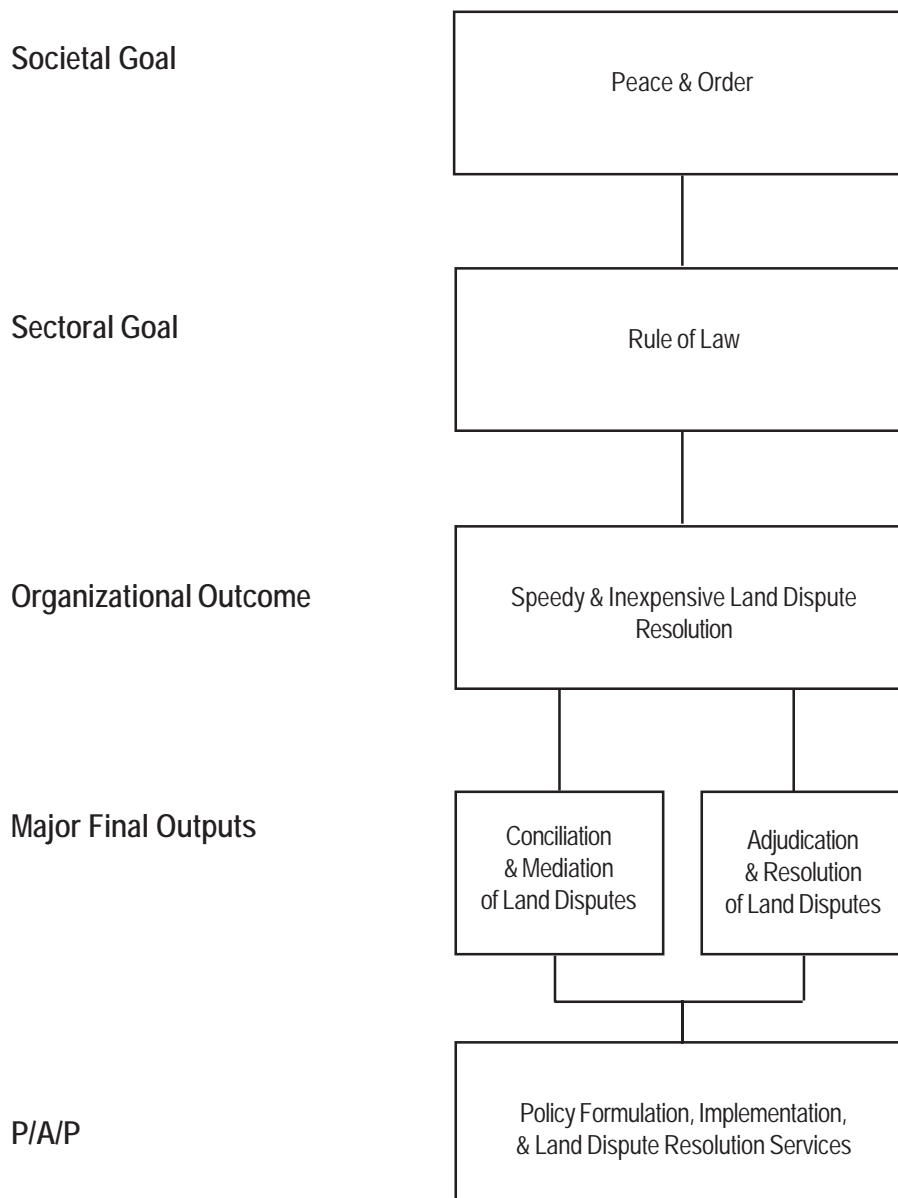 Societal Goal
Peace & Order
Sectoral Goal
Rule of Law
Organizational Outcome
Speedy & Inexpensive Land Dispute
Resolution
Major Final Outputs
Conciliation
& Mediation
of Land Disputes
Adjudication
& Resolution
of Land Disputes
P/A/P
Policy Formulation, Implementation,
& Land Dispute Resolution Services